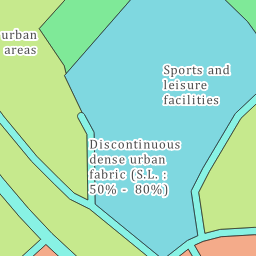 urban
areas
Sports and
leisure
facilities
Discontinuous
dense urban
fabric (S.L. :
50% - 80%)